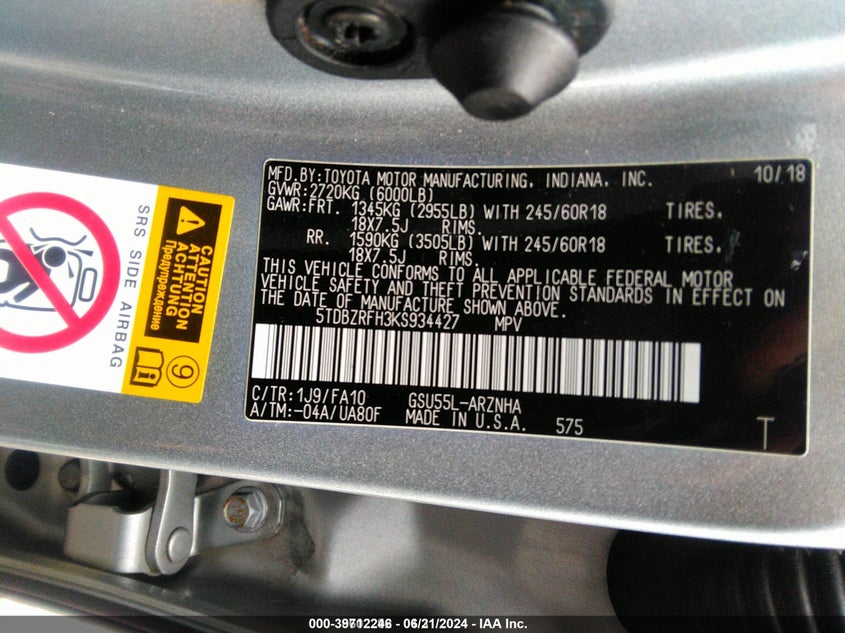 MFD.BY:TOYOTA MOTOR MANUFACTURING, INDIANA, INC. 10/18
GVWR:2720KG (6000LB)
GAWR:FRT. 1345KG (2955LB) WITH 245/60R18 TIRES.
18X7.5J RIMS.
RR. 1590KG (3505LB) WITH 245/60R18 TIRES.
18X7.5J RIMS.
THIS VEHICLE CONFORMS TO ALL APPLICABLE FEDERAL MOTOR
VEHICLE SAFETY AND THEFT PREVENTION STANDARDS IN EFFECT ON
THE DATE OF MANUFACTURE SHOWN ABOVE.
5TDBZRFH3KS934427 MPV
C/TR:1J9/FA10 GSU55L-ARZNHA
A/TM:-04A/UA80F MADE IN U.S.A. 575
T
SRS SIDE AIRBAG
CAUTION
ATTENTION
ACHTUNG
Предупреждение
9
06/21/2024 - IAA Inc.